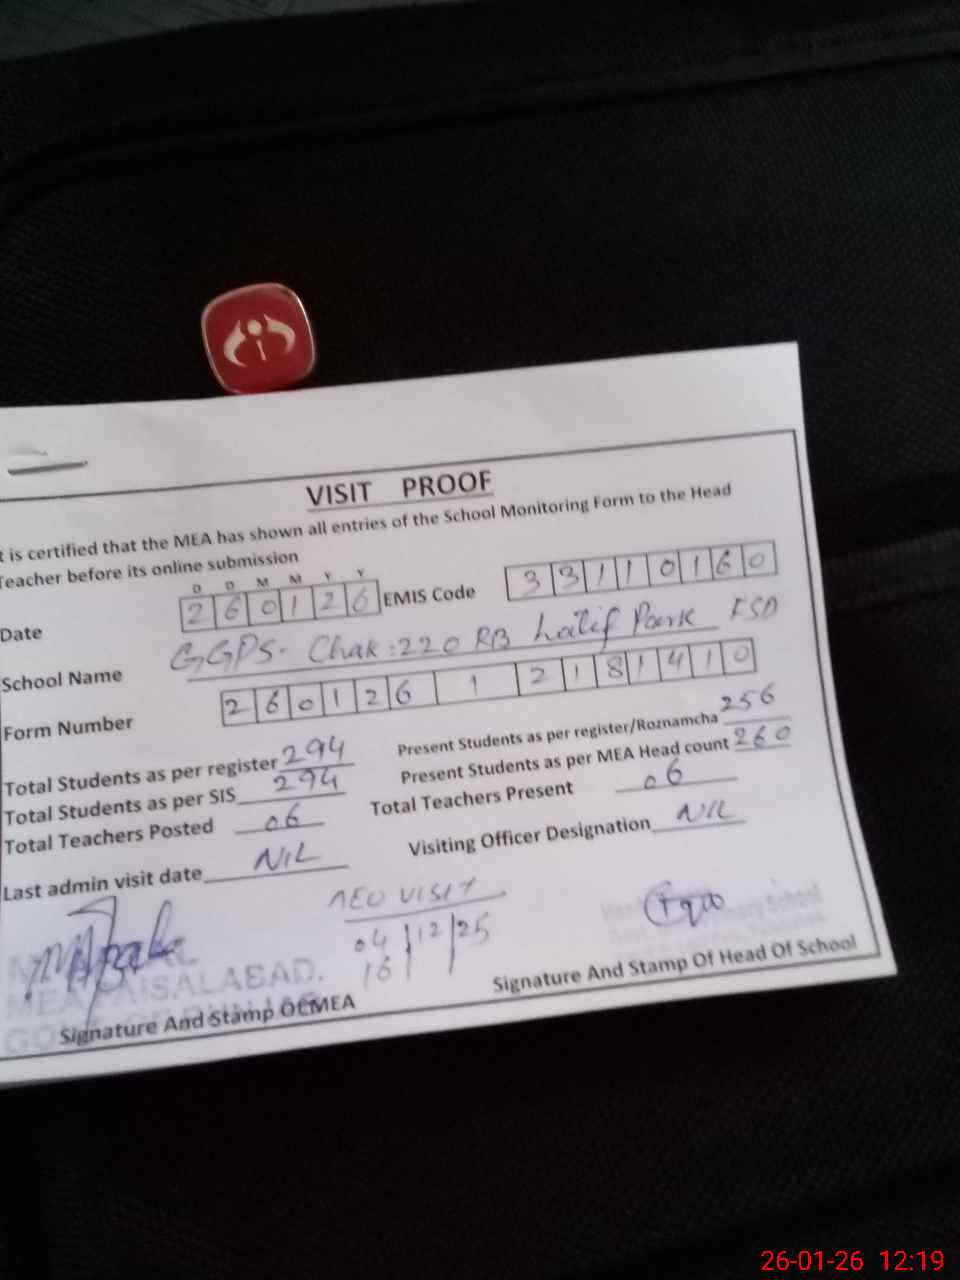 VISIT PROOF
t is certified that the MEA has shown all entries of the School Monitoring Form to the Head
Teacher before its online submission
D D M M Y Y
Date 2 6 0 1 2 6 EMIS Code 3 3 1 1 0 1 6 0
School Name GGPS. Chak:220 RB Latif Park FSD
Form Number 2 6 0 1 2 6 1 2 1 8 1 4 1 0
Total Students as per register 294 Present Students as per register/Roznamcha 256
Total Students as per SIS 294 Present Students as per MEA Head count 260
Total Teachers Posted 06 Total Teachers Present 06
Last admin visit date NIL Visiting Officer Designation NIL
AEO VISIT
04 | 12 | 25
16
MEA FAISALABAD.
Signature And Stamp Of MEA Signature And Stamp Of Head Of School
26-01-26 12:19